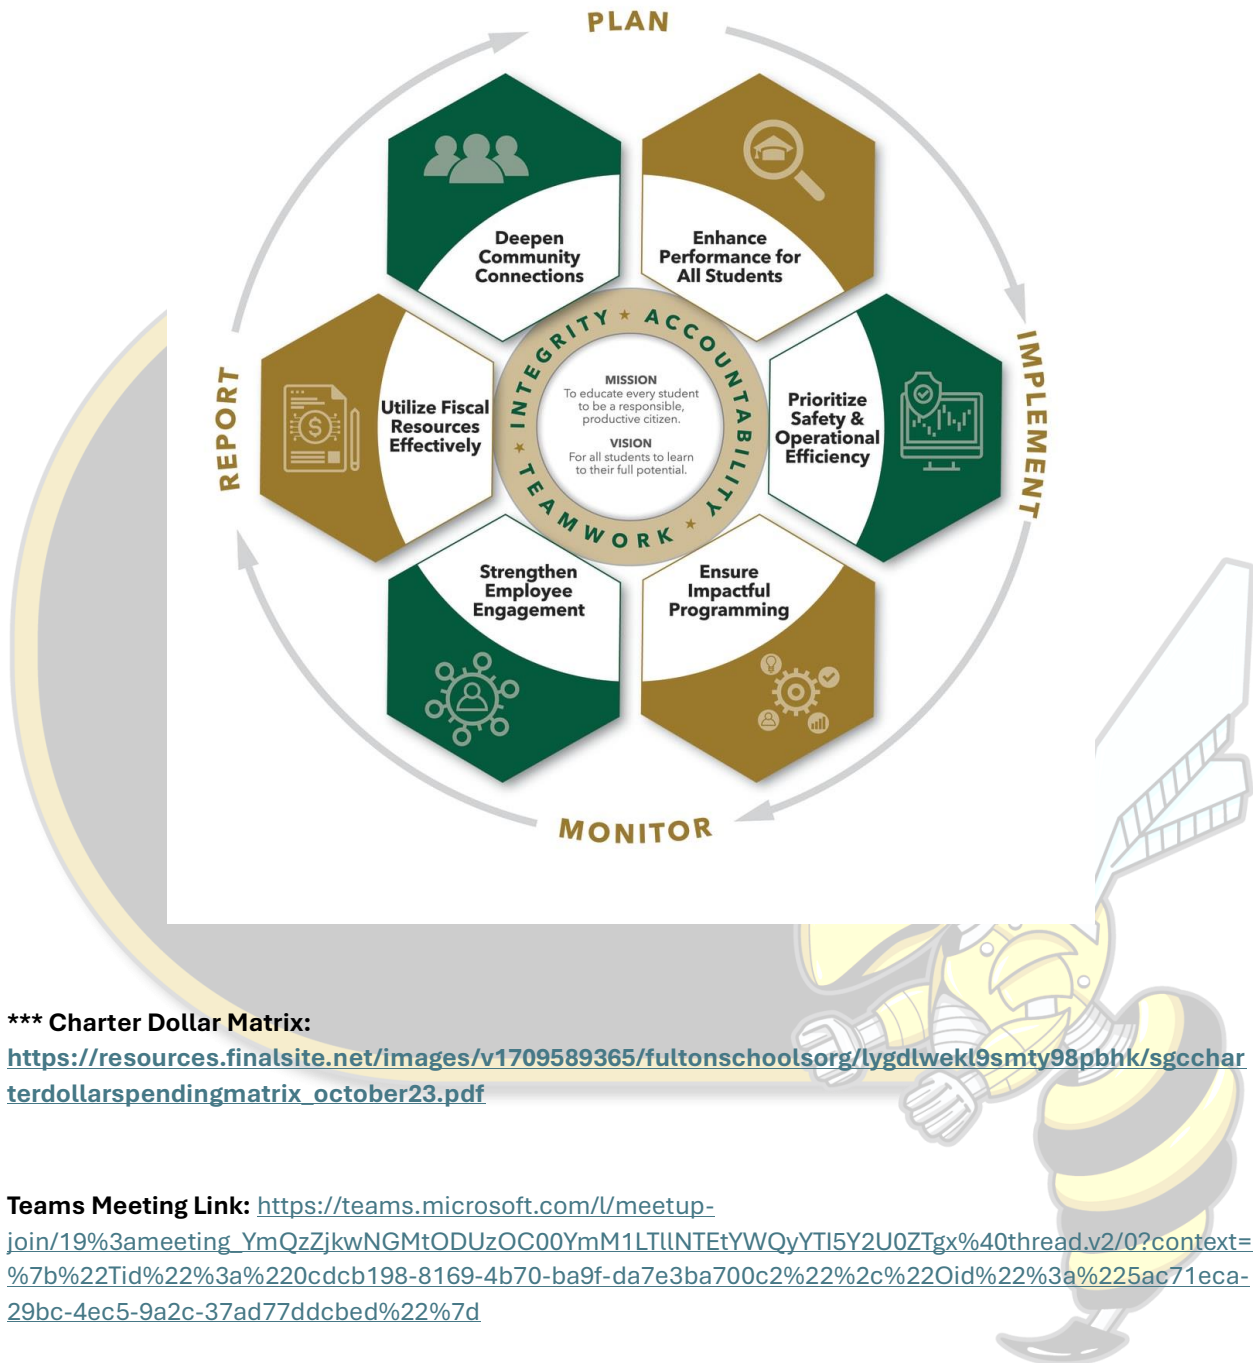 PLAN
Deepen
Community
Connections
Enhance
Performance for
All Students
INTEGRITY ★ ACCOUNTABILITY ★ TEAMWORK ★
MISSION
To educate every student
to be a responsible,
productive citizen.
VISION
For all students to learn
to their full potential.
REPORT
Utilize Fiscal
Resources
Effectively
Prioritize
Safety &
Operational
Efficiency
IMPLEMENT
Strengthen
Employee
Engagement
Ensure
Impactful
Programming
MONITOR
*** Charter Dollar Matrix:
https://resources.finalsite.net/images/v1709589365/fultonschoolsorg/lygdlwekl9smty98pbhk/sgcchar
terdollarspendingmatrix_october23.pdf
Teams Meeting Link: https://teams.microsoft.com/l/meetup-
join/19%3ameeting_YmQzZjkwNGMtODUzOC00YmM1LTllNTEtYWQyYTI5Y2U0ZTgx%40thread.v2/0?context=
%7b%22Tid%22%3a%220cdcb198-8169-4b70-ba9f-da7e3ba700c2%22%2c%22Oid%22%3a%225ac71eca-
29bc-4ec5-9a2c-37ad77ddcbed%22%7d